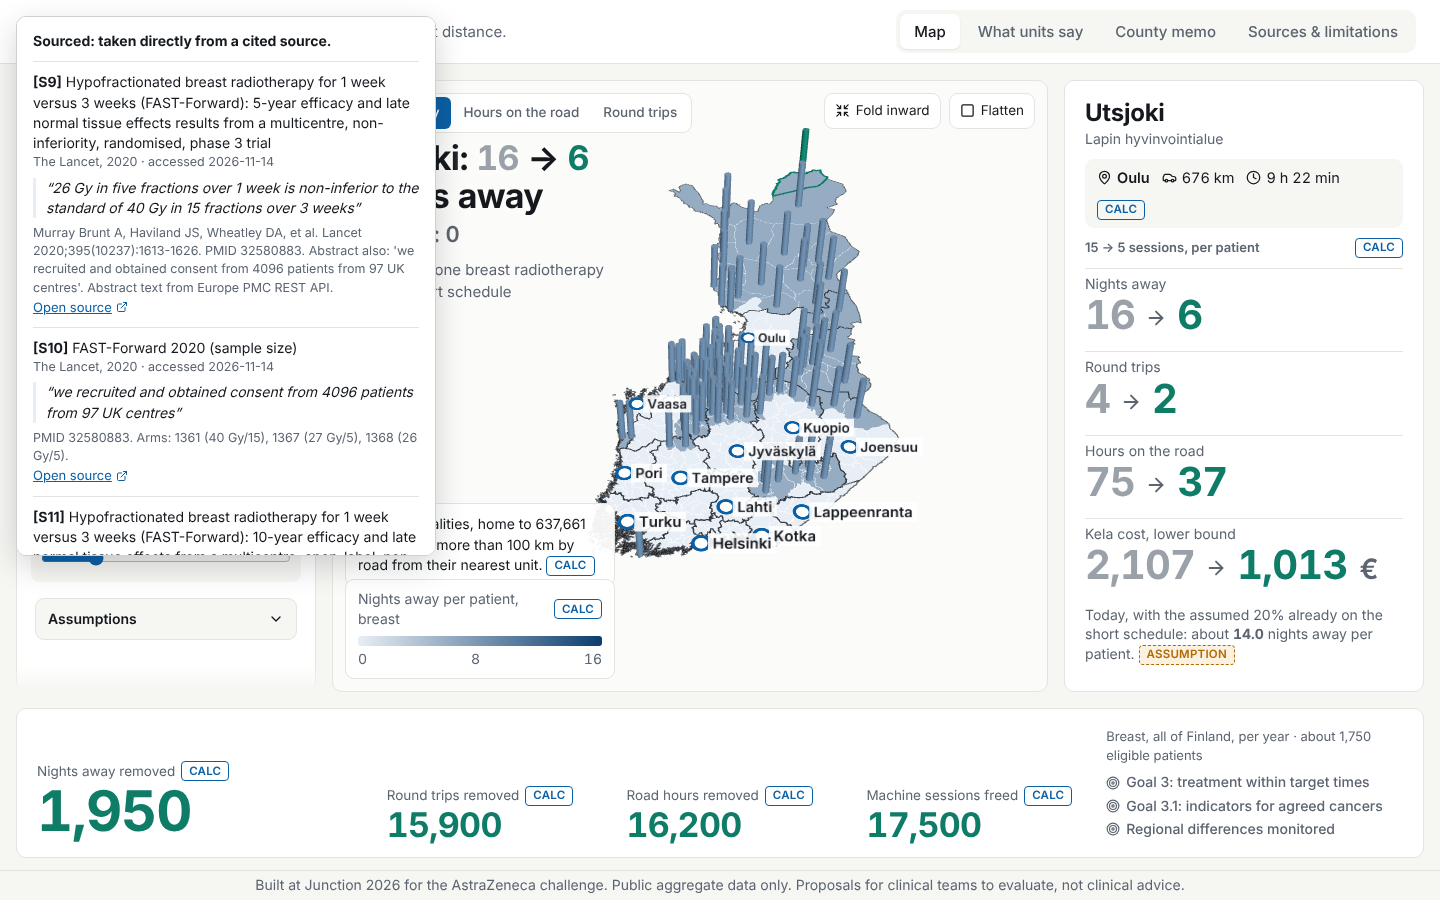 Sourced: taken directly from a cited source.
[S9] Hypofractionated breast radiotherapy for 1 week
versus 3 weeks (FAST-Forward): 5-year efficacy and late
normal tissue effects results from a multicentre, non-
inferiority, randomised, phase 3 trial
The Lancet, 2020 · accessed 2026-11-14
“26 Gy in five fractions over 1 week is non-inferior to the
standard of 40 Gy in 15 fractions over 3 weeks”
Murray Brunt A, Haviland JS, Wheatley DA, et al. Lancet
2020;395(10237):1613-1626. PMID 32580883. Abstract also: 'we
recruited and obtained consent from 4096 patients from 97 UK
centres'. Abstract text from Europe PMC REST API.
Open source
[S10] FAST-Forward 2020 (sample size)
The Lancet, 2020 · accessed 2026-11-14
“we recruited and obtained consent from 4096 patients
from 97 UK centres”
PMID 32580883. Arms: 1361 (40 Gy/15), 1367 (27 Gy/5), 1368 (26
Gy/5).
Open source
[S11] Hypofractionated breast radiotherapy for 1 week
versus 3 weeks (FAST-Forward): 10-year efficacy and late
distance.
Map
What units say
County memo
Sources & limitations
Hours on the road
Round trips
Fold inward
Flatten
ki: 16 → 6
s away
: 0
one breast radiotherapy
t schedule
Oulu
Vaasa
Kuopio
Jyväskylä
Joensuu
Pori
Tampere
Lahti
Lappeenranta
Turku
Helsinki
Kotka
alities, home to 637,661
more than 100 km by
road from their nearest unit. CALC
Nights away per patient,
breast
CALC
0 8 16
Assumptions
Utsjoki
Lapin hyvinvointialue
Oulu 676 km 9 h 22 min
CALC
15 → 5 sessions, per patient CALC
Nights away
16 → 6
Round trips
4 → 2
Hours on the road
75 → 37
Kela cost, lower bound
2,107 → 1,013 €
Today, with the assumed 20% already on the
short schedule: about 14.0 nights away per
patient. ASSUMPTION
Nights away removed CALC
1,950
Round trips removed CALC
15,900
Road hours removed CALC
16,200
Machine sessions freed CALC
17,500
Breast, all of Finland, per year · about 1,750
eligible patients
Goal 3: treatment within target times
Goal 3.1: indicators for agreed cancers
Regional differences monitored
Built at Junction 2026 for the AstraZeneca challenge. Public aggregate data only. Proposals for clinical teams to evaluate, not clinical advice.